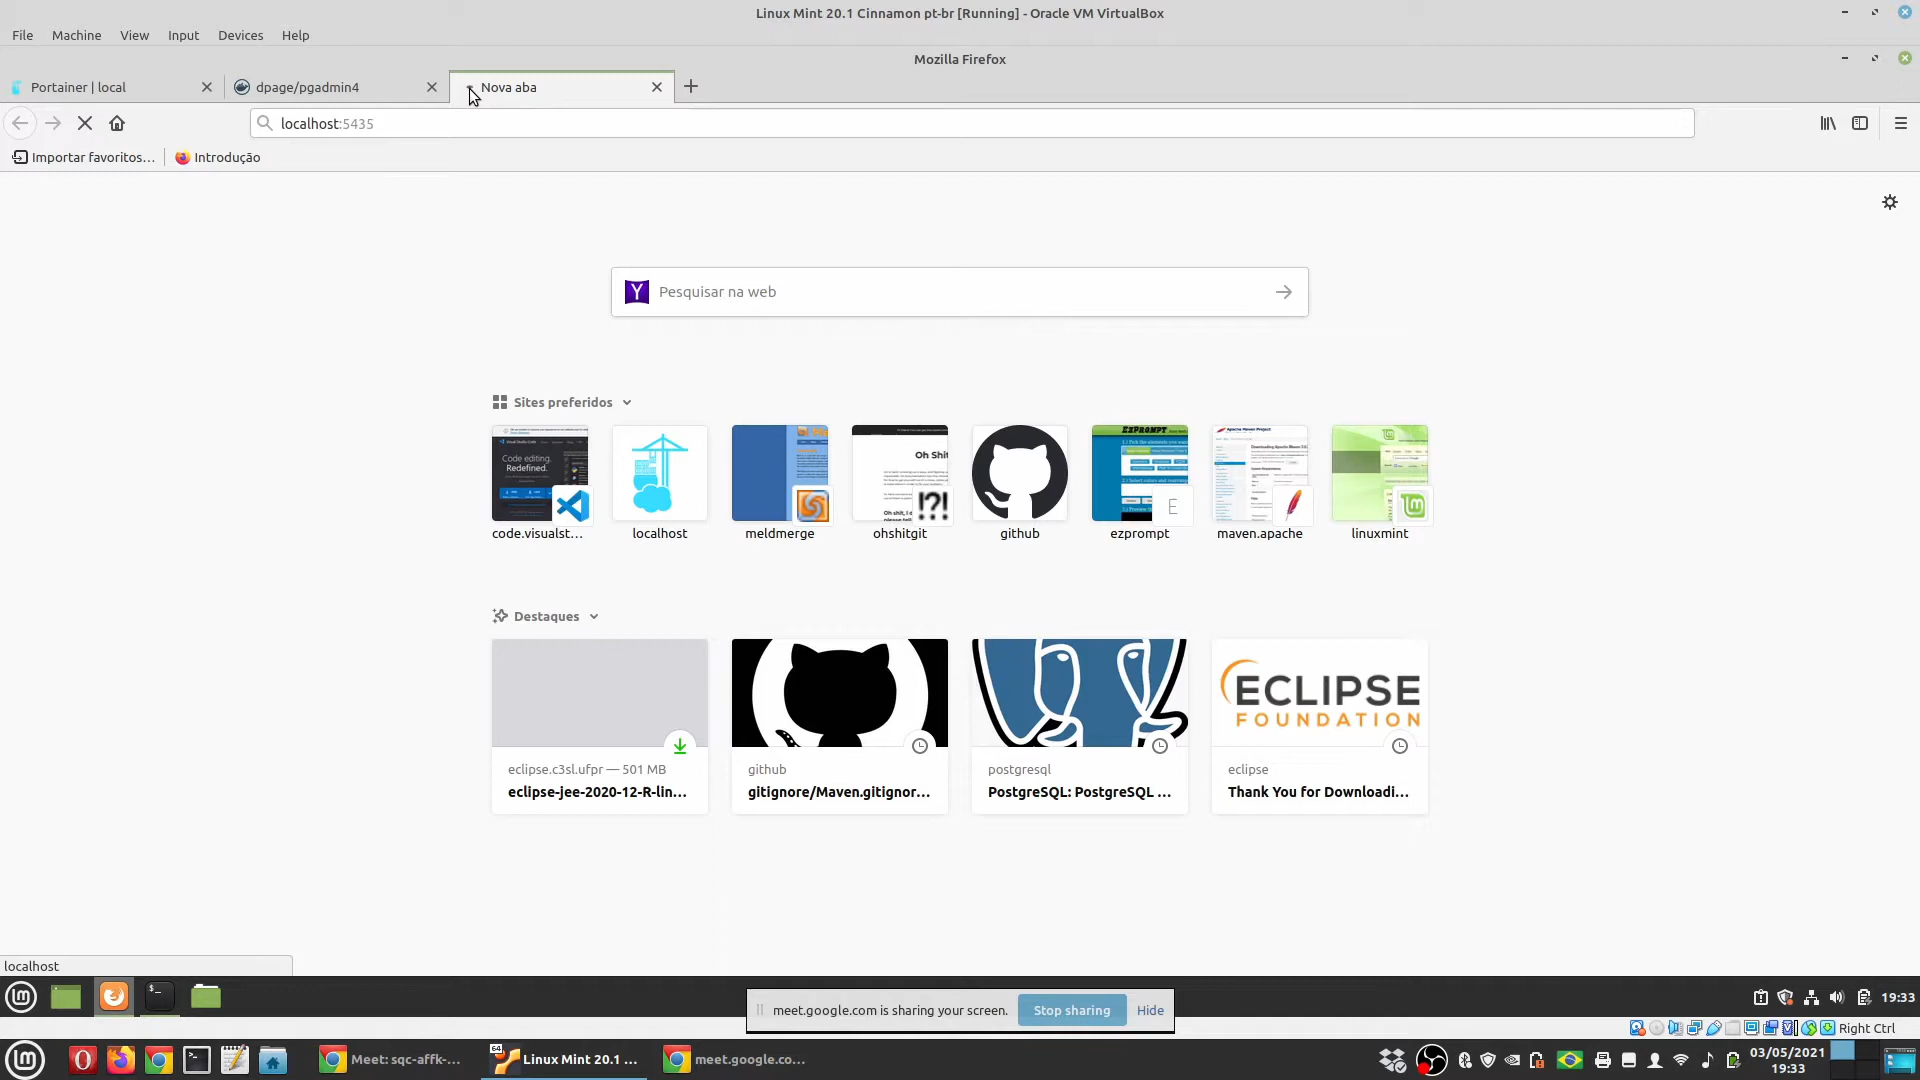 Linux Mint 20.1 Cinnamon pt-br [Running] - Oracle VM VirtualBox
File Machine View Input Devices Help
Mozilla Firefox
Portainer | local
dpage/pgadmin4
Nova aba
localhost:5435
Importar favoritos...
Introdução
Pesquisar na web
Sites preferidos
Code editing.
Redefined.
Oh Shit
!?!
EZPROMPT
E
code.visualst...
localhost
meldmerge
ohshitgit
github
ezprompt
maven.apache
linuxmint
Destaques
ECLIPSE
FOUNDATION
eclipse.c3sl.ufpr — 501 MB
eclipse-jee-2020-12-R-lin...
github
gitignore/Maven.gitignor...
postgresql
PostgreSQL: PostgreSQL ...
eclipse
Thank You for Downloadi...
localhost
meet.google.com is sharing your screen.
Stop sharing
Hide
19:33
Right Ctrl
Meet: sqc-affk-...
64
Linux Mint 20.1 ...
meet.google.co...
03/05/2021
19:33